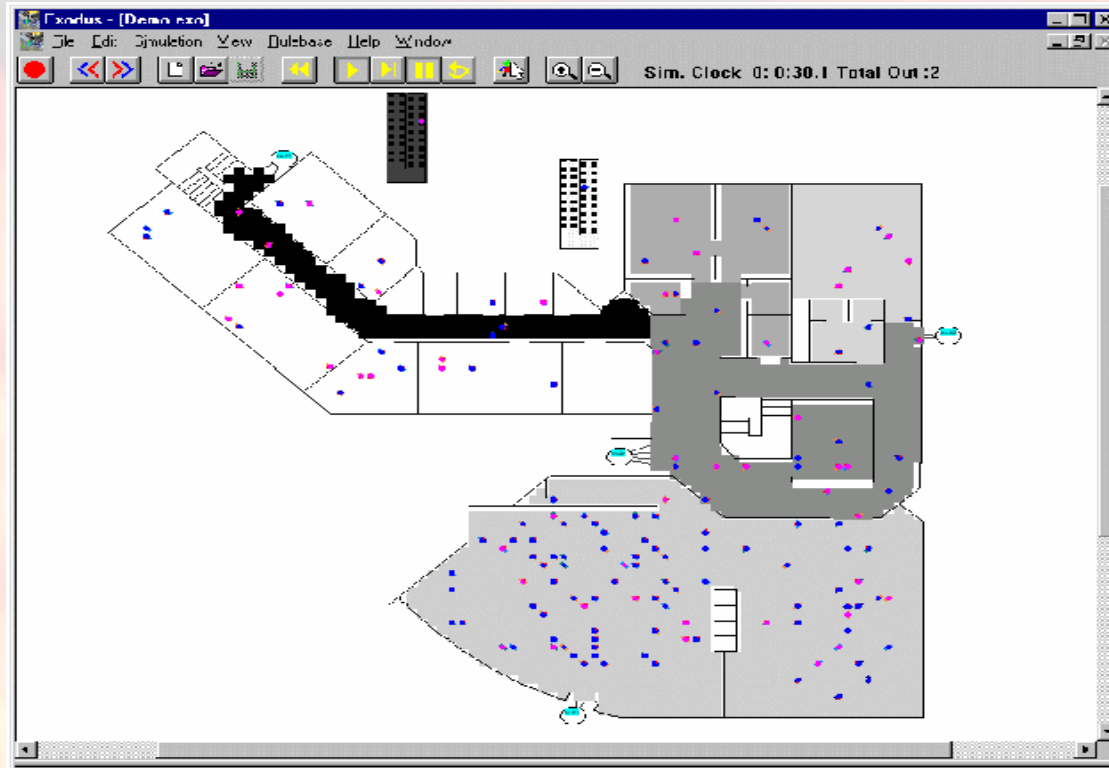 Exodus - [Demo.exo]
File Edit Simulation View Rulebase Help Window
Sim. Clock 0: 0:30.1 Total Out :2